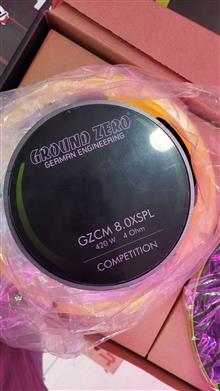 GROUND ZERO
GERMAN ENGINEERING
GZCM 8.0XSPL
420 W 4 Ohm
COMPETITION